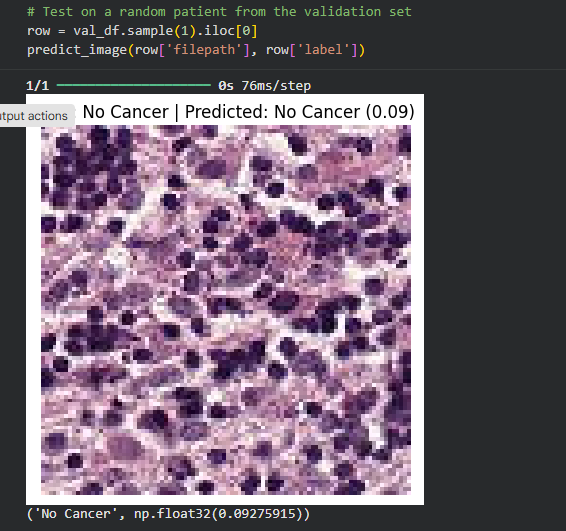 # Test on a random patient from the validation set
row = val_df.sample(1).iloc[0]
predict_image(row['filepath'], row['label'])
1/1 ━━━━━━━━━━━━━━━━━━━━ 0s 76ms/step
utput actions
No Cancer | Predicted: No Cancer (0.09)
('No Cancer', np.float32(0.09275915))